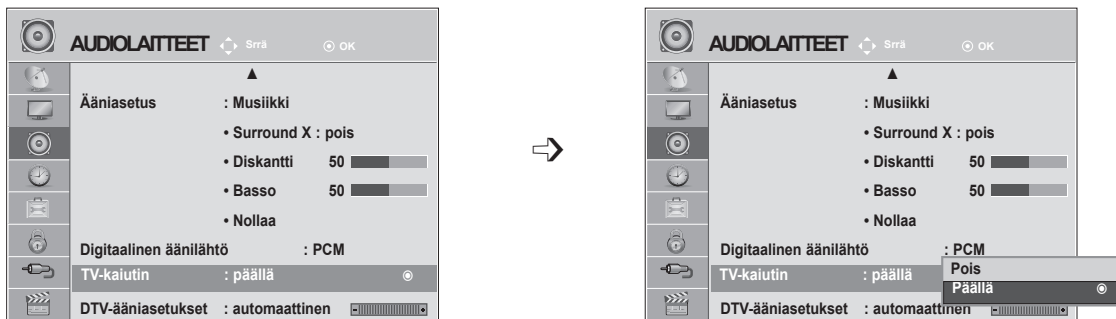 AUDIOLAITTEET Srrä OK
Ääniasetus : Musiikki
• Surround X : pois
• Diskantti 50
• Basso 50
• Nollaa
Digitaalinen äänilähtö : PCM
TV-kaiutin : päällä
DTV-ääniasetukset : automaattinen
AUDIOLAITTEET Srrä OK
Ääniasetus : Musiikki
• Surround X : pois
• Diskantti 50
• Basso 50
• Nollaa
Digitaalinen äänilähtö : PCM
TV-kaiutin : päällä
Pois
Päällä
DTV-ääniasetukset : automaattinen